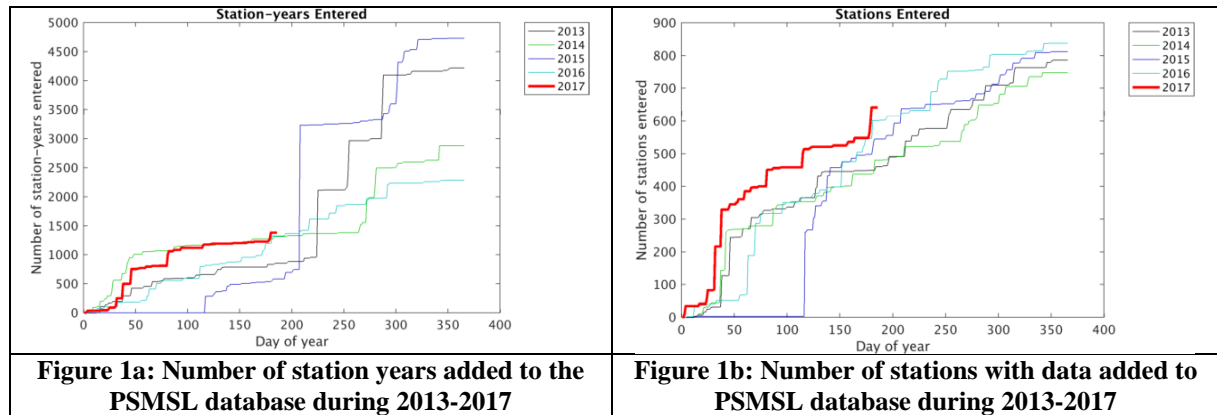 Station-years Entered
5000
4500
4000
3500
3000
2500
2000
1500
1000
500
0
Number of station-years entered
0 50 100 150 200 250 300 350 400
Day of year
2013
2014
2015
2016
2017
Stations Entered
900
800
700
600
500
400
300
200
100
0
Number of stations entered
0 50 100 150 200 250 300 350 400
Day of year
2013
2014
2015
2016
2017
Figure 1a: Number of station years added to the
PSMSL database during 2013-2017
Figure 1b: Number of stations with data added to
PSMSL database during 2013-2017